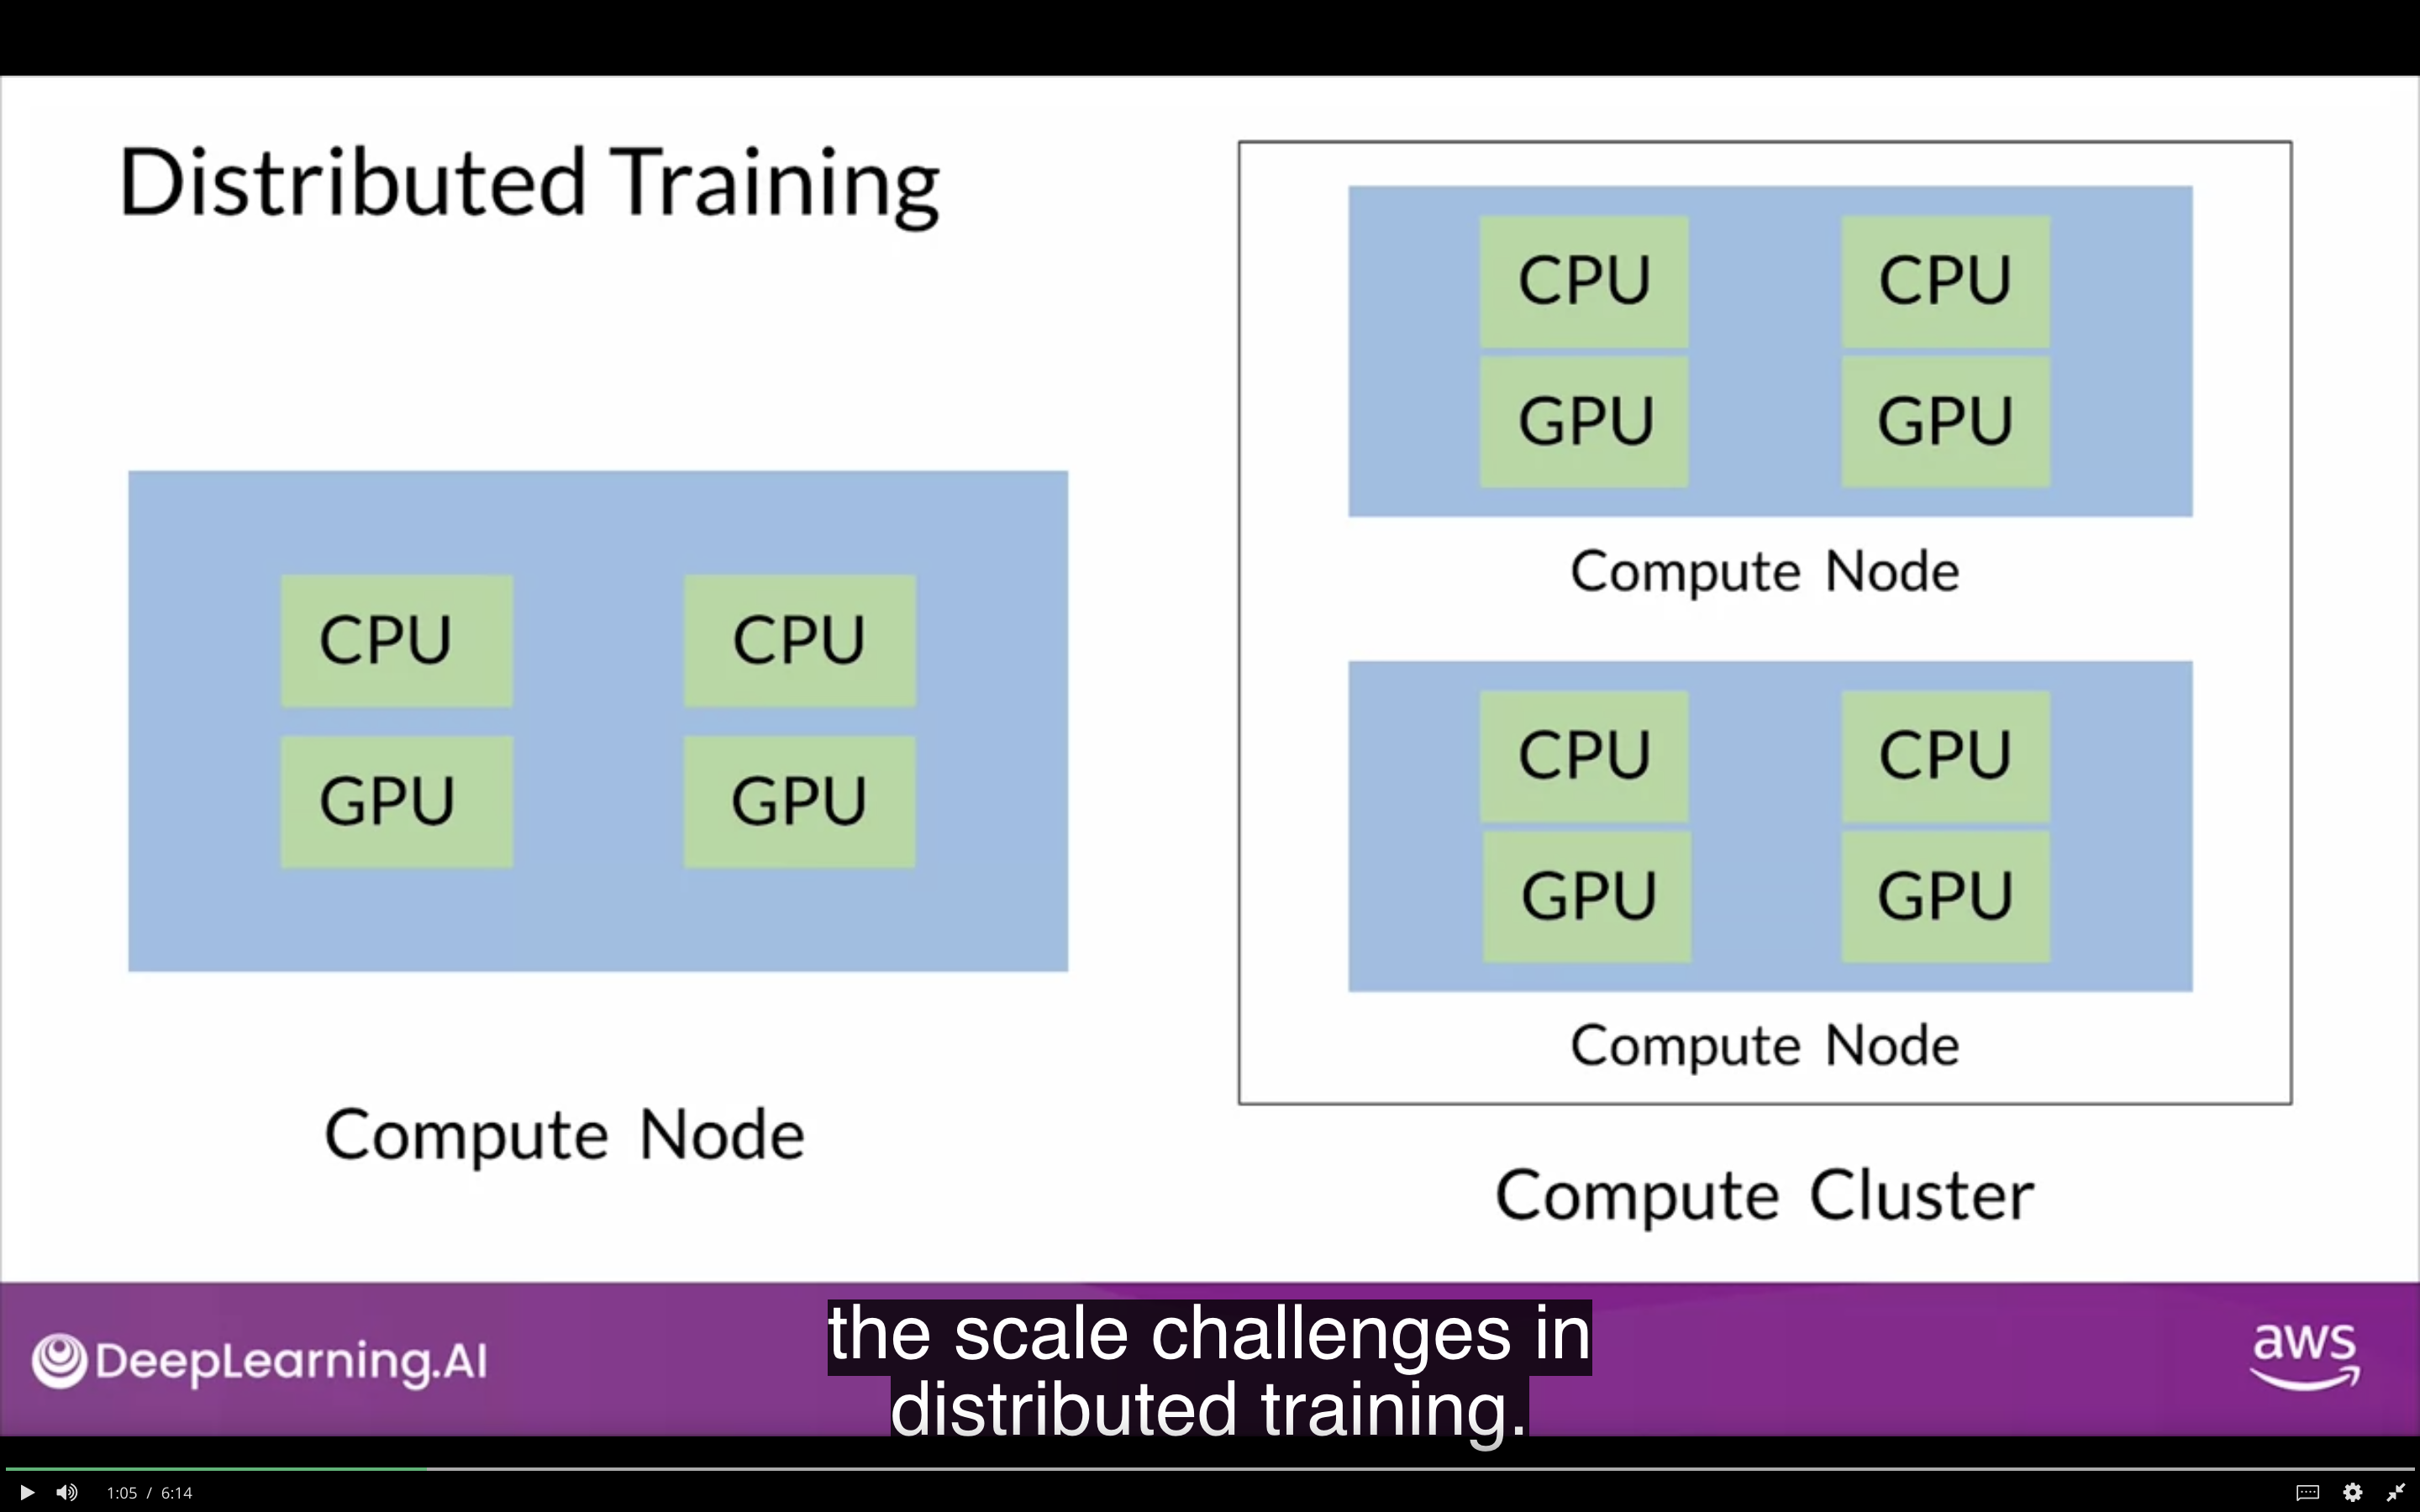 Distributed Training
CPU CPU
GPU GPU
Compute Node
CPU CPU
GPU GPU
Compute Node
CPU CPU
GPU GPU
Compute Node
Compute Cluster
DeepLearning.AI
the scale challenges in
distributed training.
aws
1:05 / 6:14